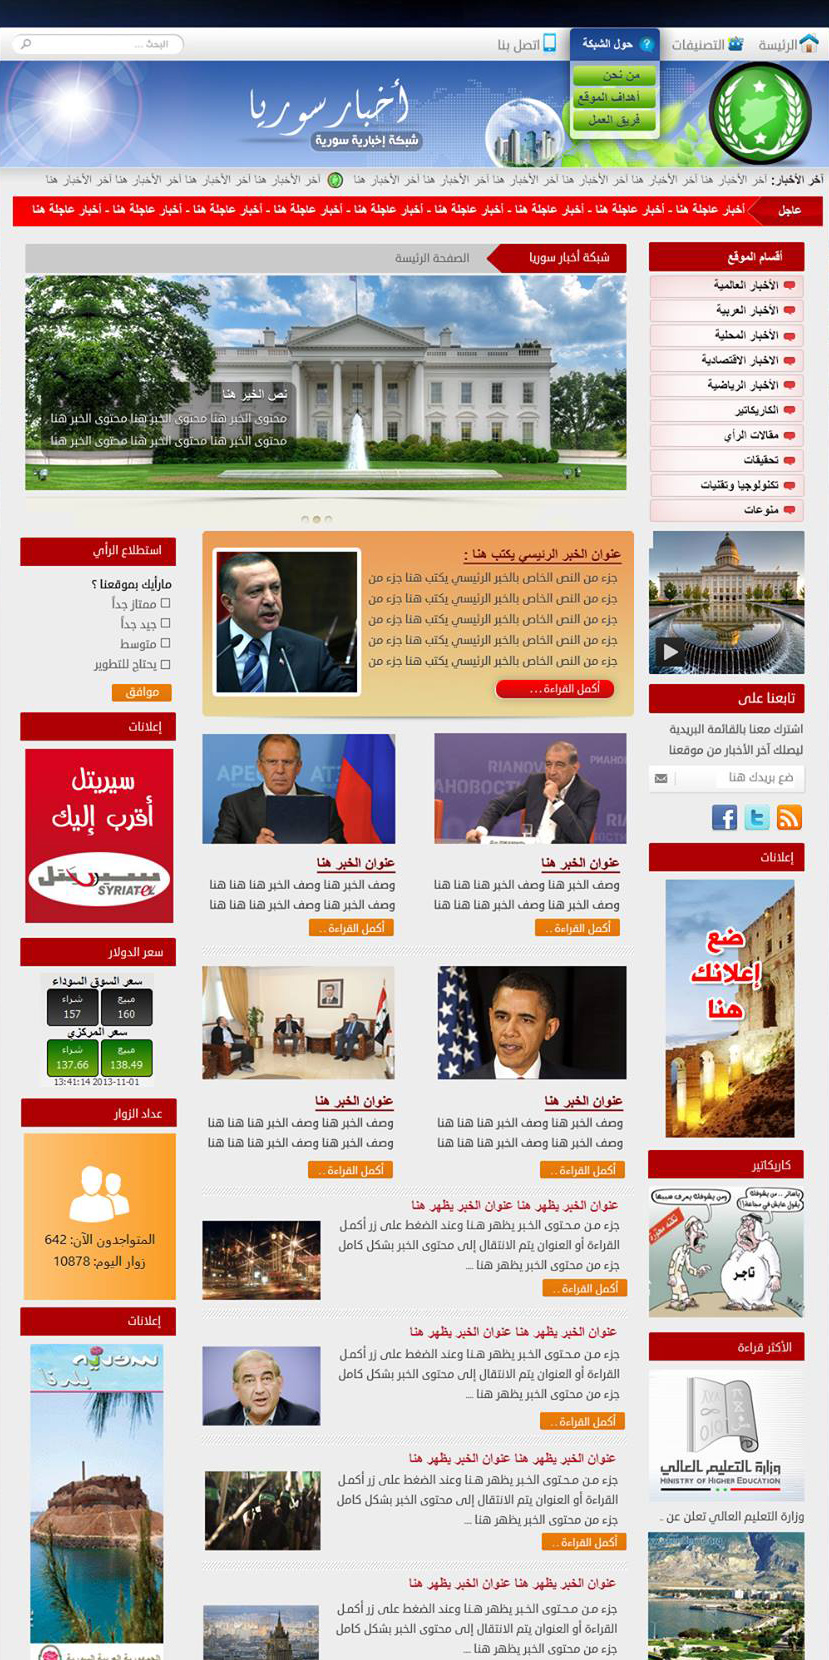 الرئيسة
التصنيفات
حول الشبكة
اتصل بنا
البحث ...
من نحن
أهداف الموقع
فريق العمل
أخبار سوريا
شبكة إخبارية سورية
آخر الأخبار: آخر الأخبار هنا آخر الأخبار هنا آخر الأخبار هنا آخر الأخبار هنا آخر الأخبار هنا آخر الأخبار هنا
آخر الأخبار هنا آخر الأخبار هنا آخر الأخبار هنا آخر الأخبار هنا
عاجل
أخبار عاجلة هنا - أخبار عاجلة هنا - أخبار عاجلة هنا - أخبار عاجلة هنا - أخبار عاجلة هنا - أخبار عاجلة هنا - أخبار عاجلة هنا - أخبار عاجلة هنا - أخبار عاجلة هنا
أقسام الموقع
الأخبار العالمية
الأخبار العربية
الأخبار المحلية
الاخبار الاقتصادية
الأخبار الرياضية
الكاريكاتير
مقالات الرأي
تحقيقات
تكنولوجيا وتقنيات
منوعات
شبكة أخبار سوريا
الصفحة الرئيسة
نص الخبر هنا
محتوى الخبر هنا محتوى الخبر هنا محتوى الخبر هنا
محتوى الخبر هنا محتوى الخبر هنا محتوى الخبر هنا
تابعنا على
اشترك معنا بالقائمة البريدية
ليصلك آخر الأخبار من موقعنا
ضع بريدك هنا
إعلانات
ضع
إعلانك
هنا
كاريكاتير
تاجر
الأكثر قراءة
وزارة التعليم العالي
MINISTRY OF HIGHER EDUCATION
وزارة التعليم العالي تعلن عن ..
عنوان الخبر الرئيسي يكتب هنا :
جزء من النص الخاص بالخبر الرئيسي يكتب هنا جزء من
جزء من النص الخاص بالخبر الرئيسي يكتب هنا جزء من
جزء من النص الخاص بالخبر الرئيسي يكتب هنا جزء من
جزء من النص الخاص بالخبر الرئيسي يكتب هنا جزء من
جزء من النص الخاص بالخبر الرئيسي يكتب هنا جزء من
أكمل القراءة ...
RIANOV
عنوان الخبر هنا
وصف الخبر هنا وصف الخبر هنا هنا هنا
وصف الخبر هنا وصف الخبر هنا هنا هنا
أكمل القراءة ..
عنوان الخبر هنا
وصف الخبر هنا وصف الخبر هنا هنا هنا
وصف الخبر هنا وصف الخبر هنا هنا هنا
أكمل القراءة ..
عنوان الخبر هنا
وصف الخبر هنا وصف الخبر هنا هنا هنا
وصف الخبر هنا وصف الخبر هنا هنا هنا
أكمل القراءة ..
عنوان الخبر هنا
وصف الخبر هنا وصف الخبر هنا هنا هنا
وصف الخبر هنا وصف الخبر هنا هنا هنا
أكمل القراءة ..
عنوان الخبر يظهر هنا عنوان الخبر يظهر هنا
جزء من محتوى الخبر يظهر هنا وعند الضغط على زر أكمل
القراءة أو العنوان يتم الانتقال إلى محتوى الخبر بشكل كامل
جزء من محتوى الخبر يظهر هنا ...
أكمل القراءة ..
عنوان الخبر يظهر هنا عنوان الخبر يظهر هنا
جزء من محتوى الخبر يظهر هنا وعند الضغط على زر أكمل
القراءة أو العنوان يتم الانتقال إلى محتوى الخبر بشكل كامل
جزء من محتوى الخبر يظهر هنا ...
أكمل القراءة ..
عنوان الخبر يظهر هنا عنوان الخبر يظهر هنا
جزء من محتوى الخبر يظهر هنا وعند الضغط على زر أكمل
القراءة أو العنوان يتم الانتقال إلى محتوى الخبر بشكل كامل
جزء من محتوى الخبر يظهر هنا ...
أكمل القراءة ..
عنوان الخبر يظهر هنا عنوان الخبر يظهر هنا
جزء من محتوى الخبر يظهر هنا وعند الضغط على زر أكمل
القراءة أو العنوان يتم الانتقال إلى محتوى الخبر بشكل كامل
جزء من محتوى الخبر يظهر هنا ...
استطلاع الرأي
مارأيك بموقعنا ؟
ممتاز جداً
جيد جداً
متوسط
يحتاج للتطوير
موافق
إعلانات
سيريتل
أقرب إليك
سيريتل
SYRIATEL
سعر الدولار
سعر السوق السوداء
مبيع شراء
160 157
سعر المركزي
مبيع شراء
138.49 137.66
13:41:14 2013-11-01
عداد الزوار
المتواجدون الآن: 642
زوار اليوم: 10878
إعلانات
سورية
بلدنا